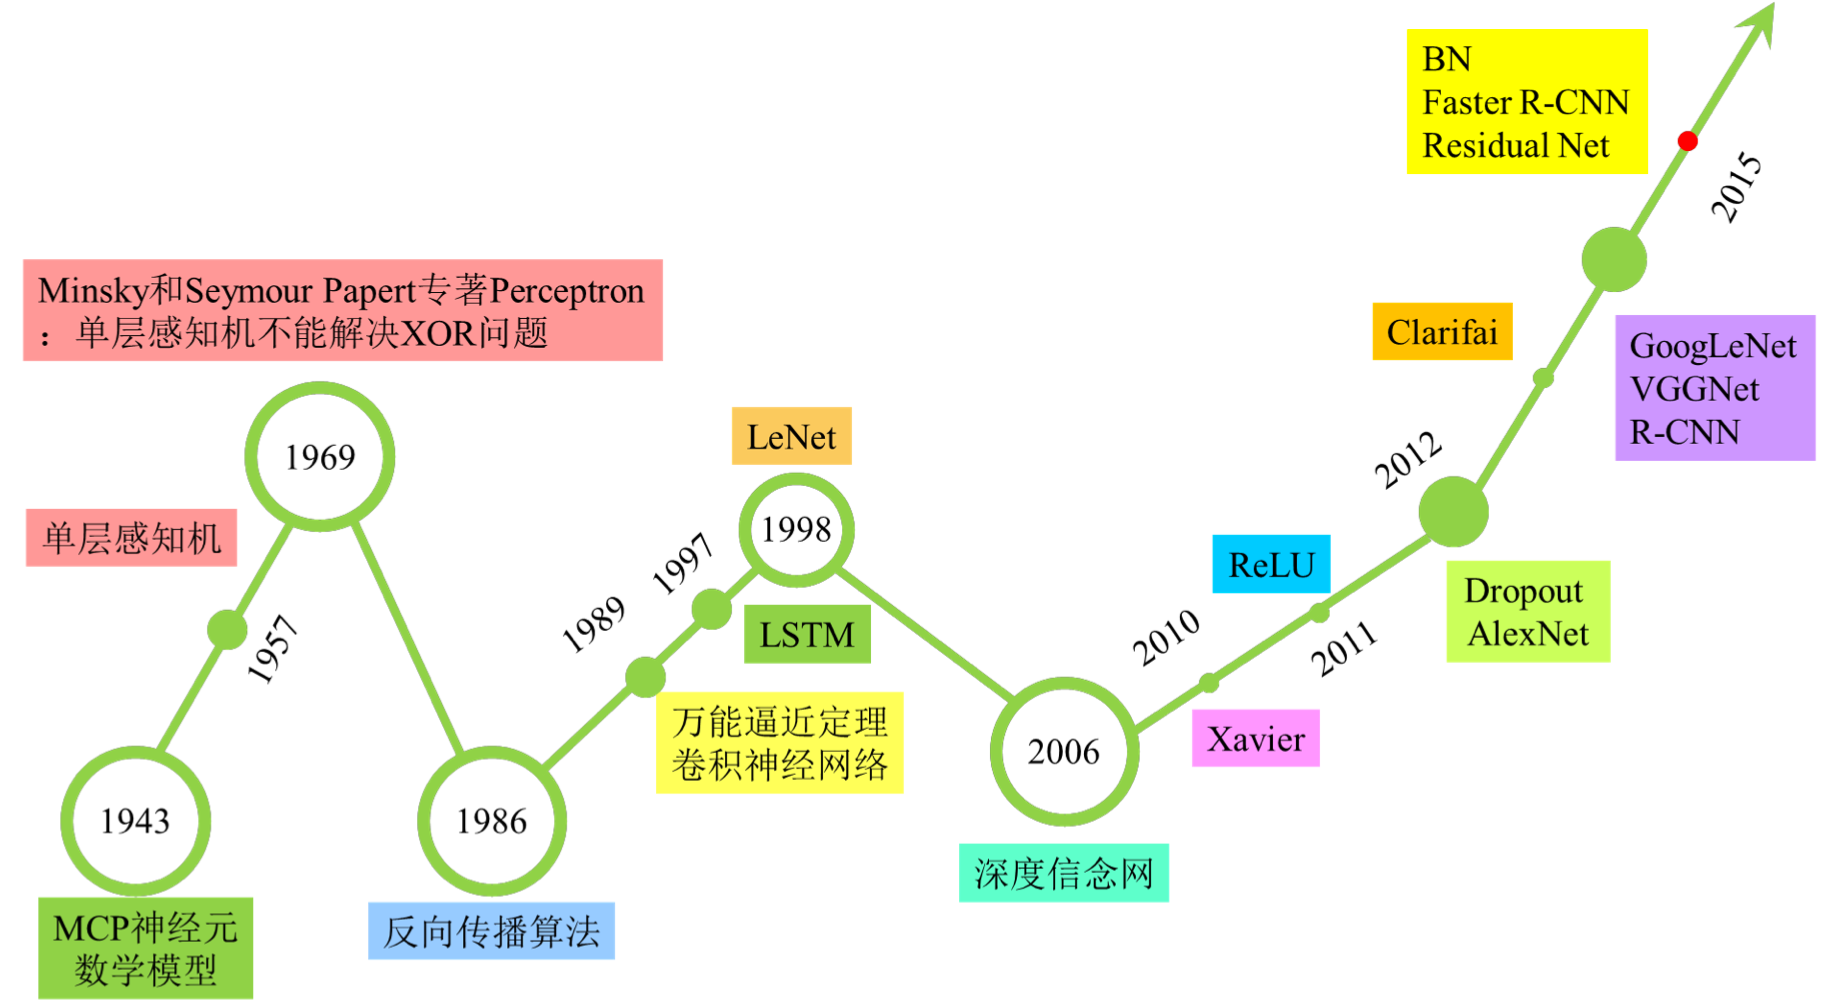 BN
Faster R-CNN
Residual Net
2015
Minsky和Seymour Papert专著Perceptron
：单层感知机不能解决XOR问题
Clarifai
GoogLeNet
VGGNet
R-CNN
LeNet
1969
2012
1998
单层感知机
1997
ReLU
Dropout
AlexNet
1957
1989
LSTM
2010
2011
万能逼近定理
卷积神经网络
Xavier
2006
1943
1986
深度信念网
MCP神经元
数学模型
反向传播算法